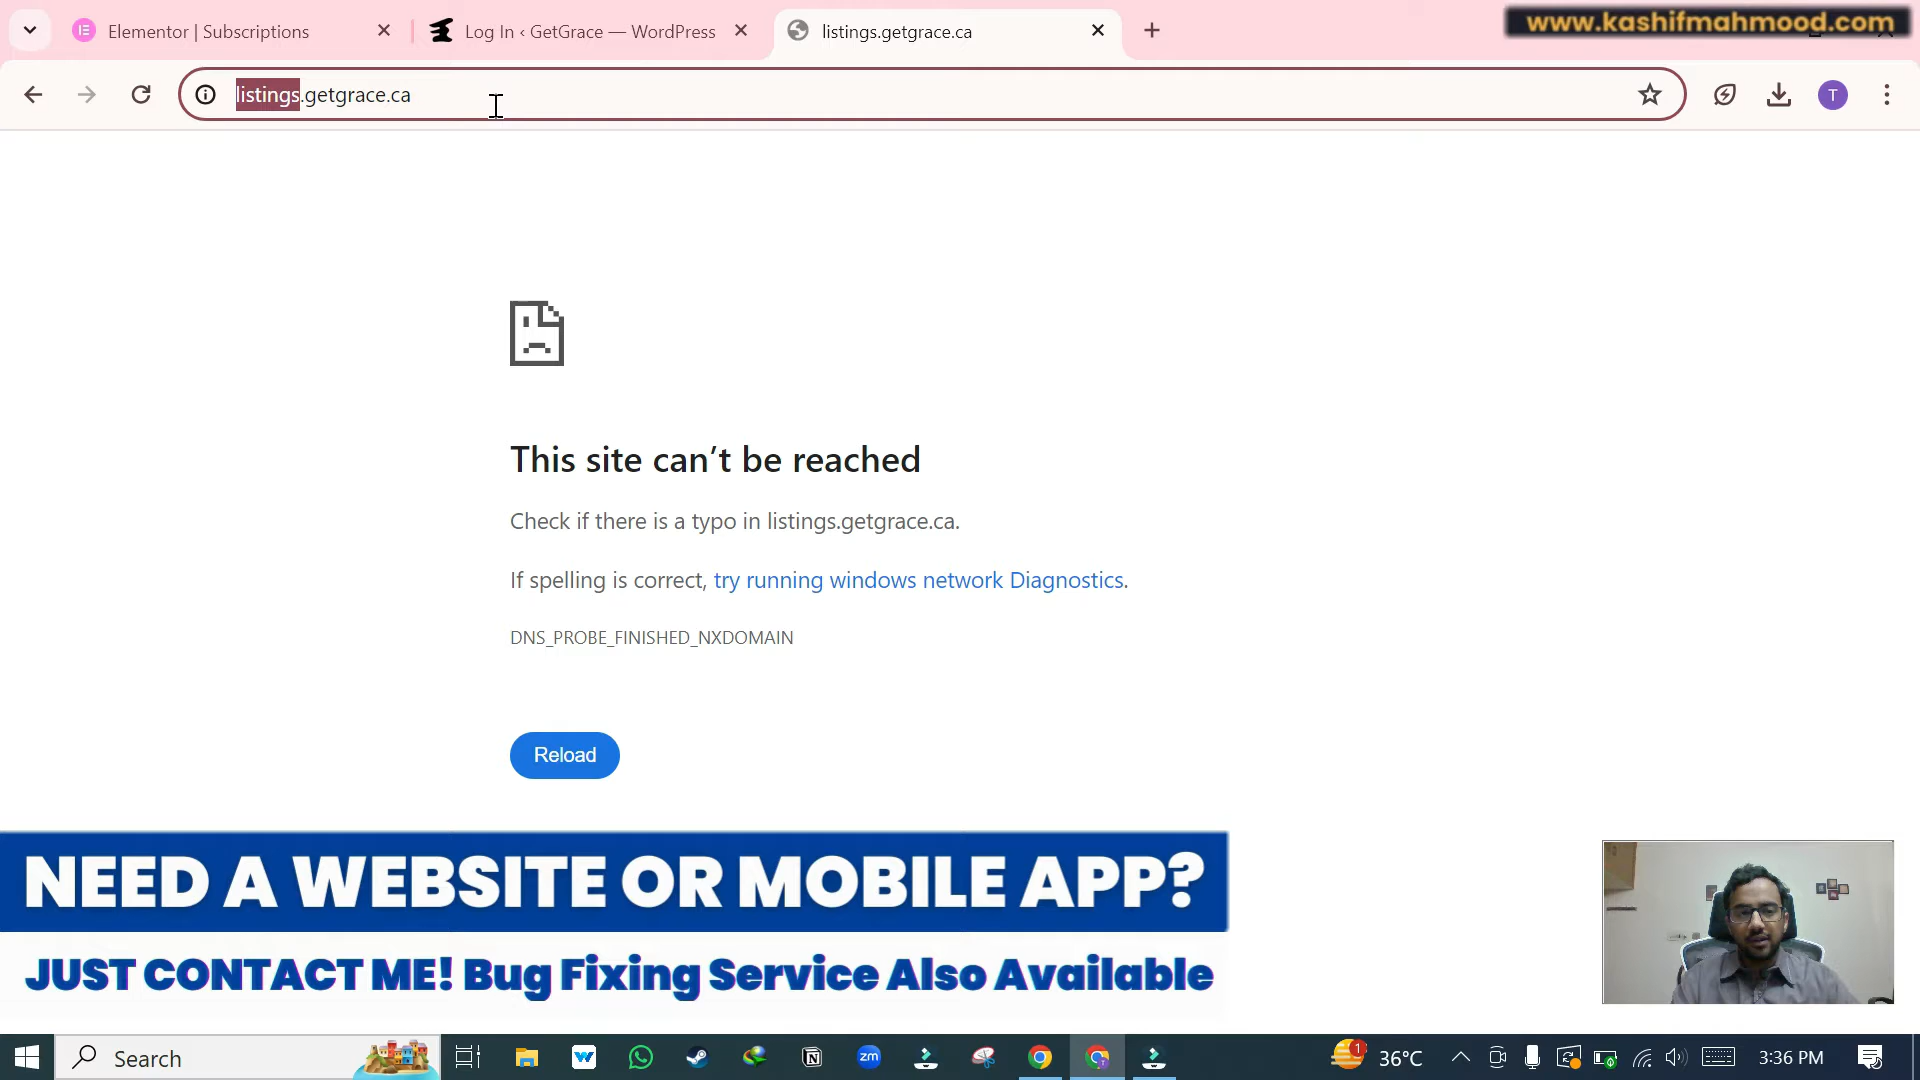 Elementor | Subscriptions
Log In ‹ GetGrace — WordPress
listings.getgrace.ca
www.kashifmahmood.com
listings.getgrace.ca
T
This site can’t be reached
Check if there is a typo in listings.getgrace.ca.
If spelling is correct, try running windows network Diagnostics.
DNS_PROBE_FINISHED_NXDOMAIN
Reload
NEED A WEBSITE OR MOBILE APP?
JUST CONTACT ME! Bug Fixing Service Also Available
Search
zm
1
36°C
3:36 PM